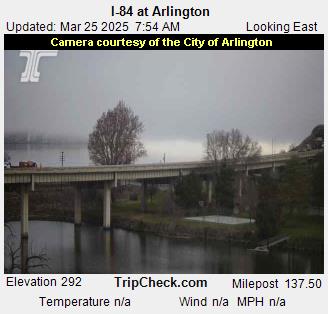 I-84 at Arlington
Updated: Mar 25 2025 7:54 AM Looking East
Camera courtesy of the City of Arlington
Elevation 292 TripCheck.com Milepost 137.50
Temperature n/a Wind n/a MPH n/a